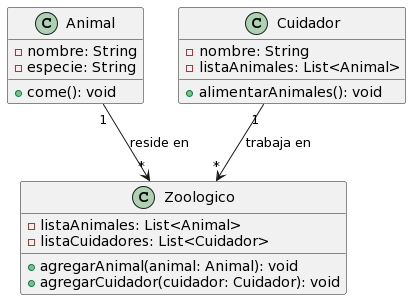 C Animal
nombre: String
especie: String
come(): void
C Cuidador
nombre: String
listaAnimales: List<Animal>
alimentarAnimales(): void
1
1
reside en
trabaja en
*
*
C Zoologico
listaAnimales: List<Animal>
listaCuidadores: List<Cuidador>
agregarAnimal(animal: Animal): void
agregarCuidador(cuidador: Cuidador): void